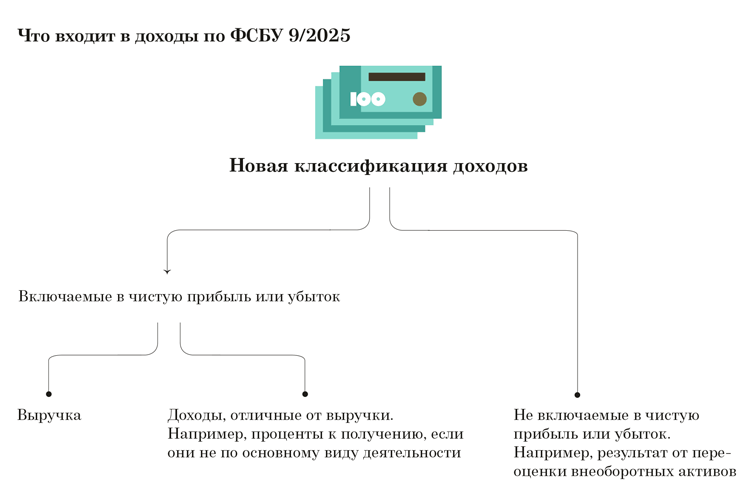 Что входит в доходы по ФСБУ 9/2025
100
Новая классификация доходов
Включаемые в чистую прибыль или убыток
Выручка
Доходы, отличные от выручки.
Например, проценты к получению, если
они не по основному виду деятельности
Не включаемые в чистую
прибыль или убыток.
Например, результат от пере-
оценки внеоборотных активов